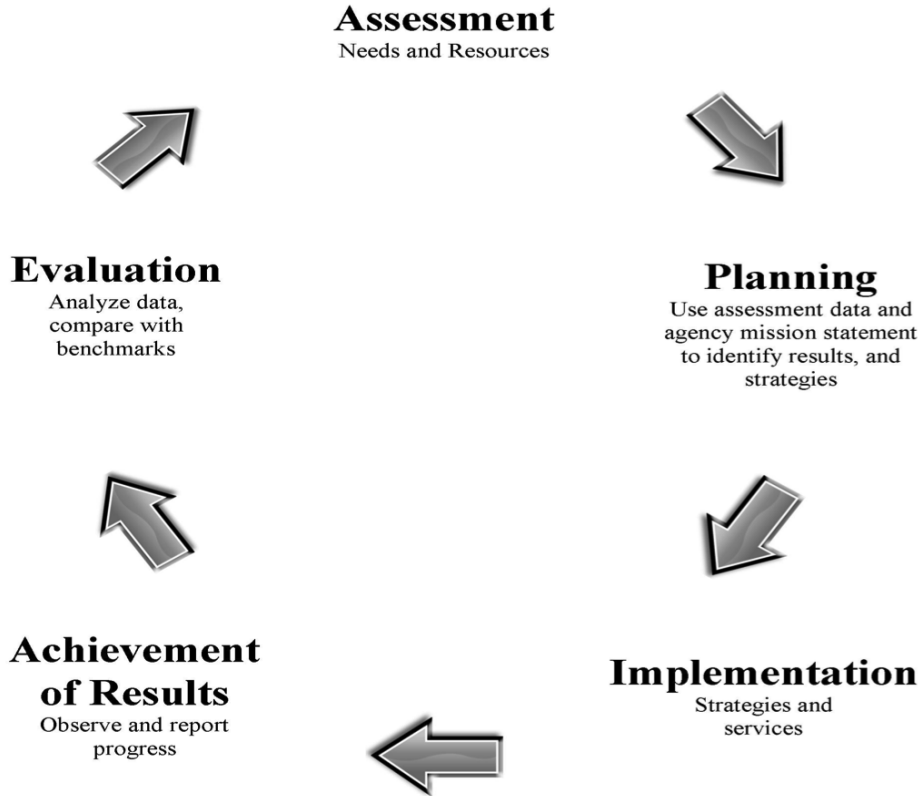 Assessment
Needs and Resources
Planning
Use assessment data and
agency mission statement
to identify results, and
strategies
Implementation
Strategies and
services
Achievement
of Results
Observe and report
progress
Evaluation
Analyze data,
compare with
benchmarks